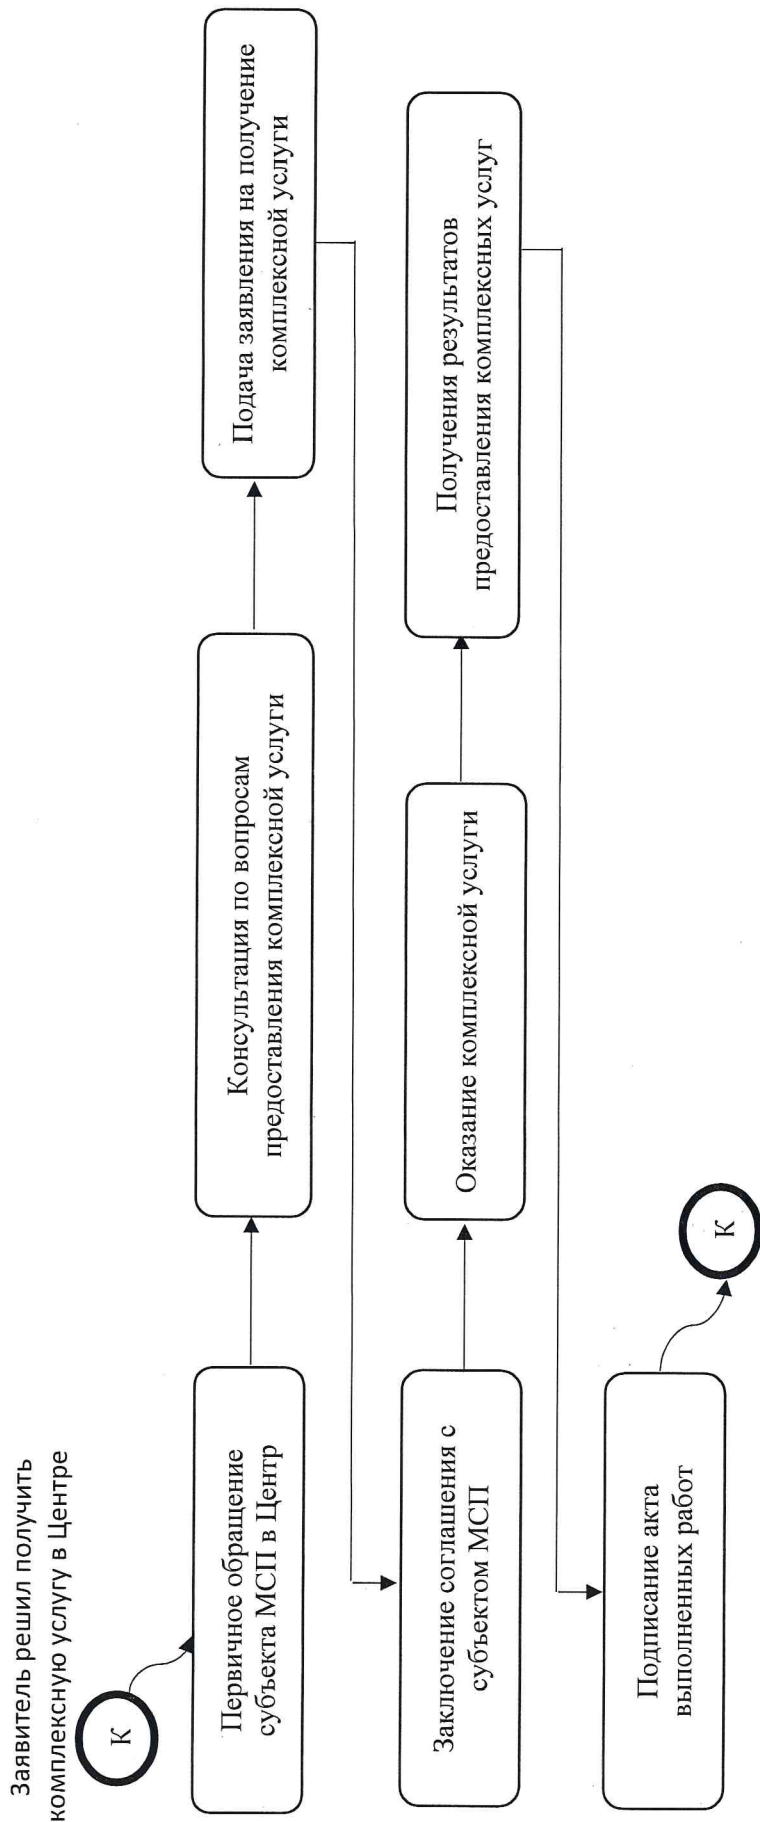 Заявитель решил получить
комплексную услугу в Центре
К
Первичное обращение
субъекта МСП в Центр
Консультация по вопросам
предоставления комплексной услуги
Подача заявления на получение
комплексной услуги
Заключение соглашения с
субъектом МСП
Оказание комплексной услуги
Получения результатов
предоставления комплексных услуг
Подписание акта
выполненных работ
К